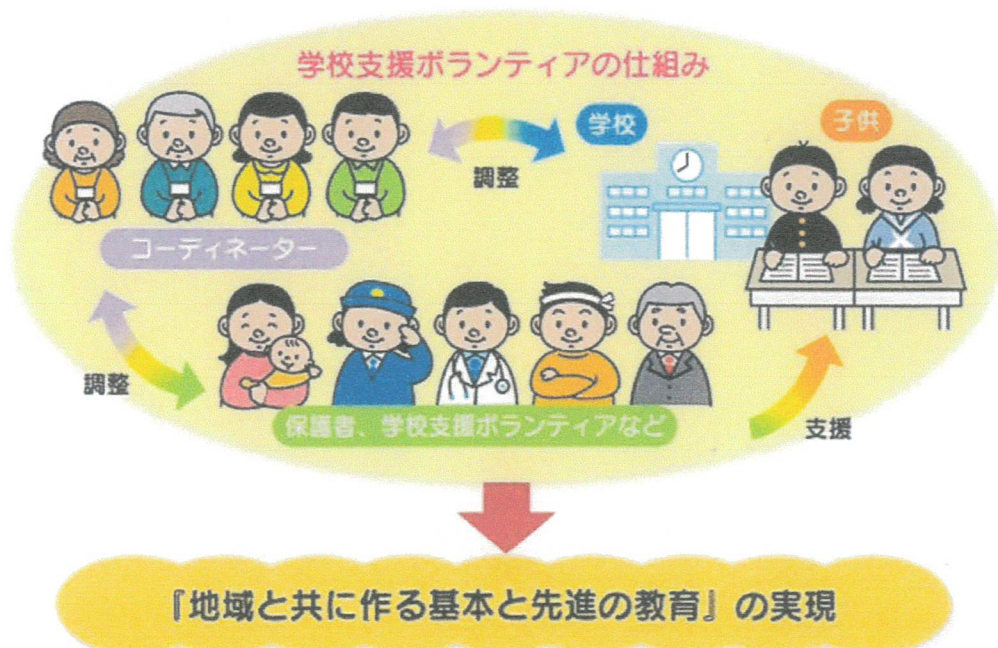 学校支援ボランティアの仕組み
学校
子供
調整
コーディネーター
調整
保護者、学校支援ボランティアなど
支援
『地域と共に作る基本と先進の教育』の実現